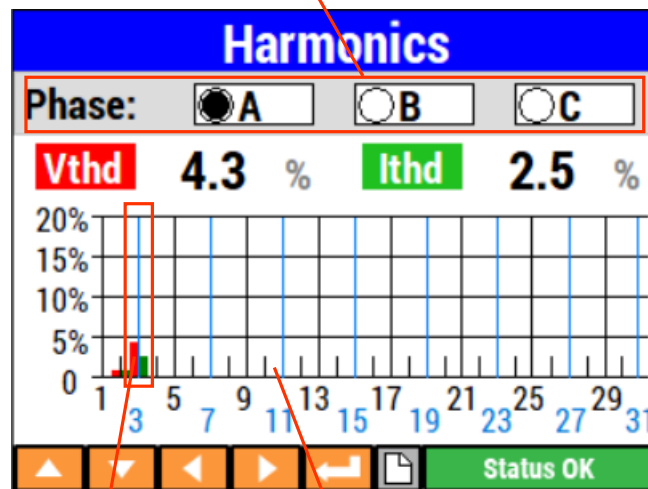 Harmonics
Phase: A B C
Vthd 4.3 % Ithd 2.5 %
20%
15%
10%
5%
0
1 5 9 13 17 21 25 29
3 7 11 15 19 23 27 31
Status OK